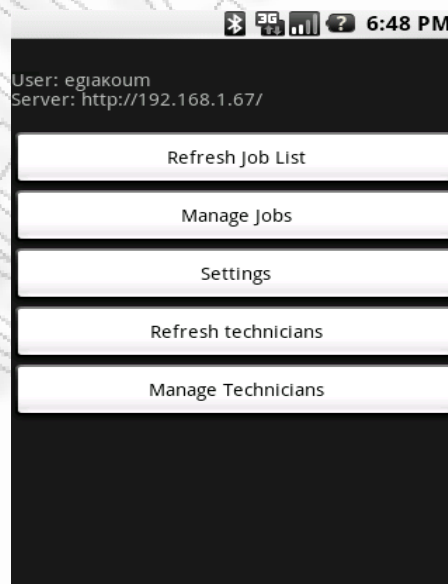 3G 6:48 PM
User: egiakoum
Server: http://192.168.1.67/
Refresh Job List
Manage Jobs
Settings
Refresh technicians
Manage Technicians